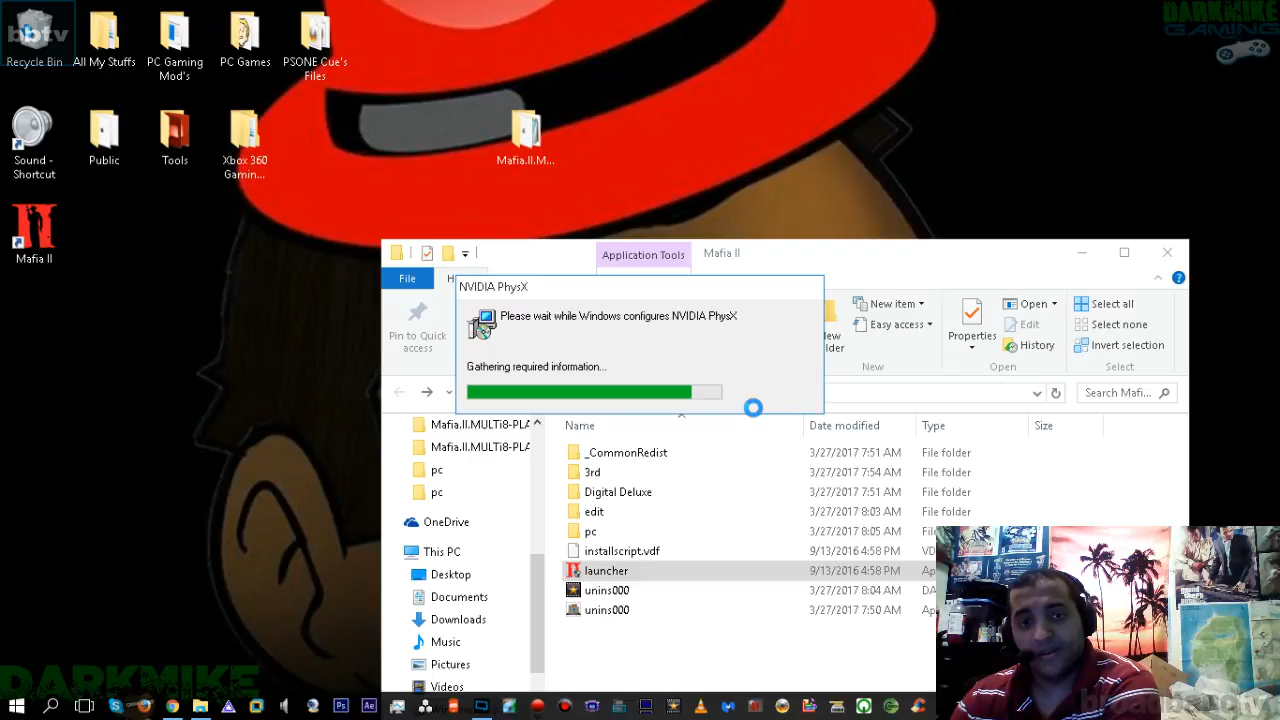 bbtv
Recycle Bin
All My Stuffs
PC Gaming
Mod's
PC Games
PSONE Cue's
Files
DARKMIKE
GAMING
Sound -
Shortcut
Public
Tools
Xbox 360
Gamin...
Mafia.II.M...
Mafia II
Application Tools
Mafia II
File
H
NVIDIA PhysX
Please wait while Windows configures NVIDIA PhysX
Gathering required information...
Pin to Quick
access
New item
Easy access
New
Open
Edit
History
Open
Select all
Select none
Invert selection
Select
Search Mafi...
Mafia.II.MULTi8-PLA
Mafia.II.MULTi8-PLA
pc
pc
OneDrive
This PC
Desktop
Documents
Downloads
Music
Pictures
Videos
Name
Date modified
Type
Size
_CommonRedist
3/27/2017 7:51 AM
File folder
3rd
3/27/2017 7:54 AM
File folder
Digital Deluxe
3/27/2017 7:51 AM
File folder
edit
3/27/2017 8:03 AM
File folder
pc
3/27/2017 8:05 AM
File folder
installscript.vdf
9/13/2016 4:58 PM
launcher
9/13/2016 4:58 PM
Ap
unins000
3/27/2017 8:04 AM
DA
unins000
3/27/2017 7:50 AM
Ap
DARKMIKE